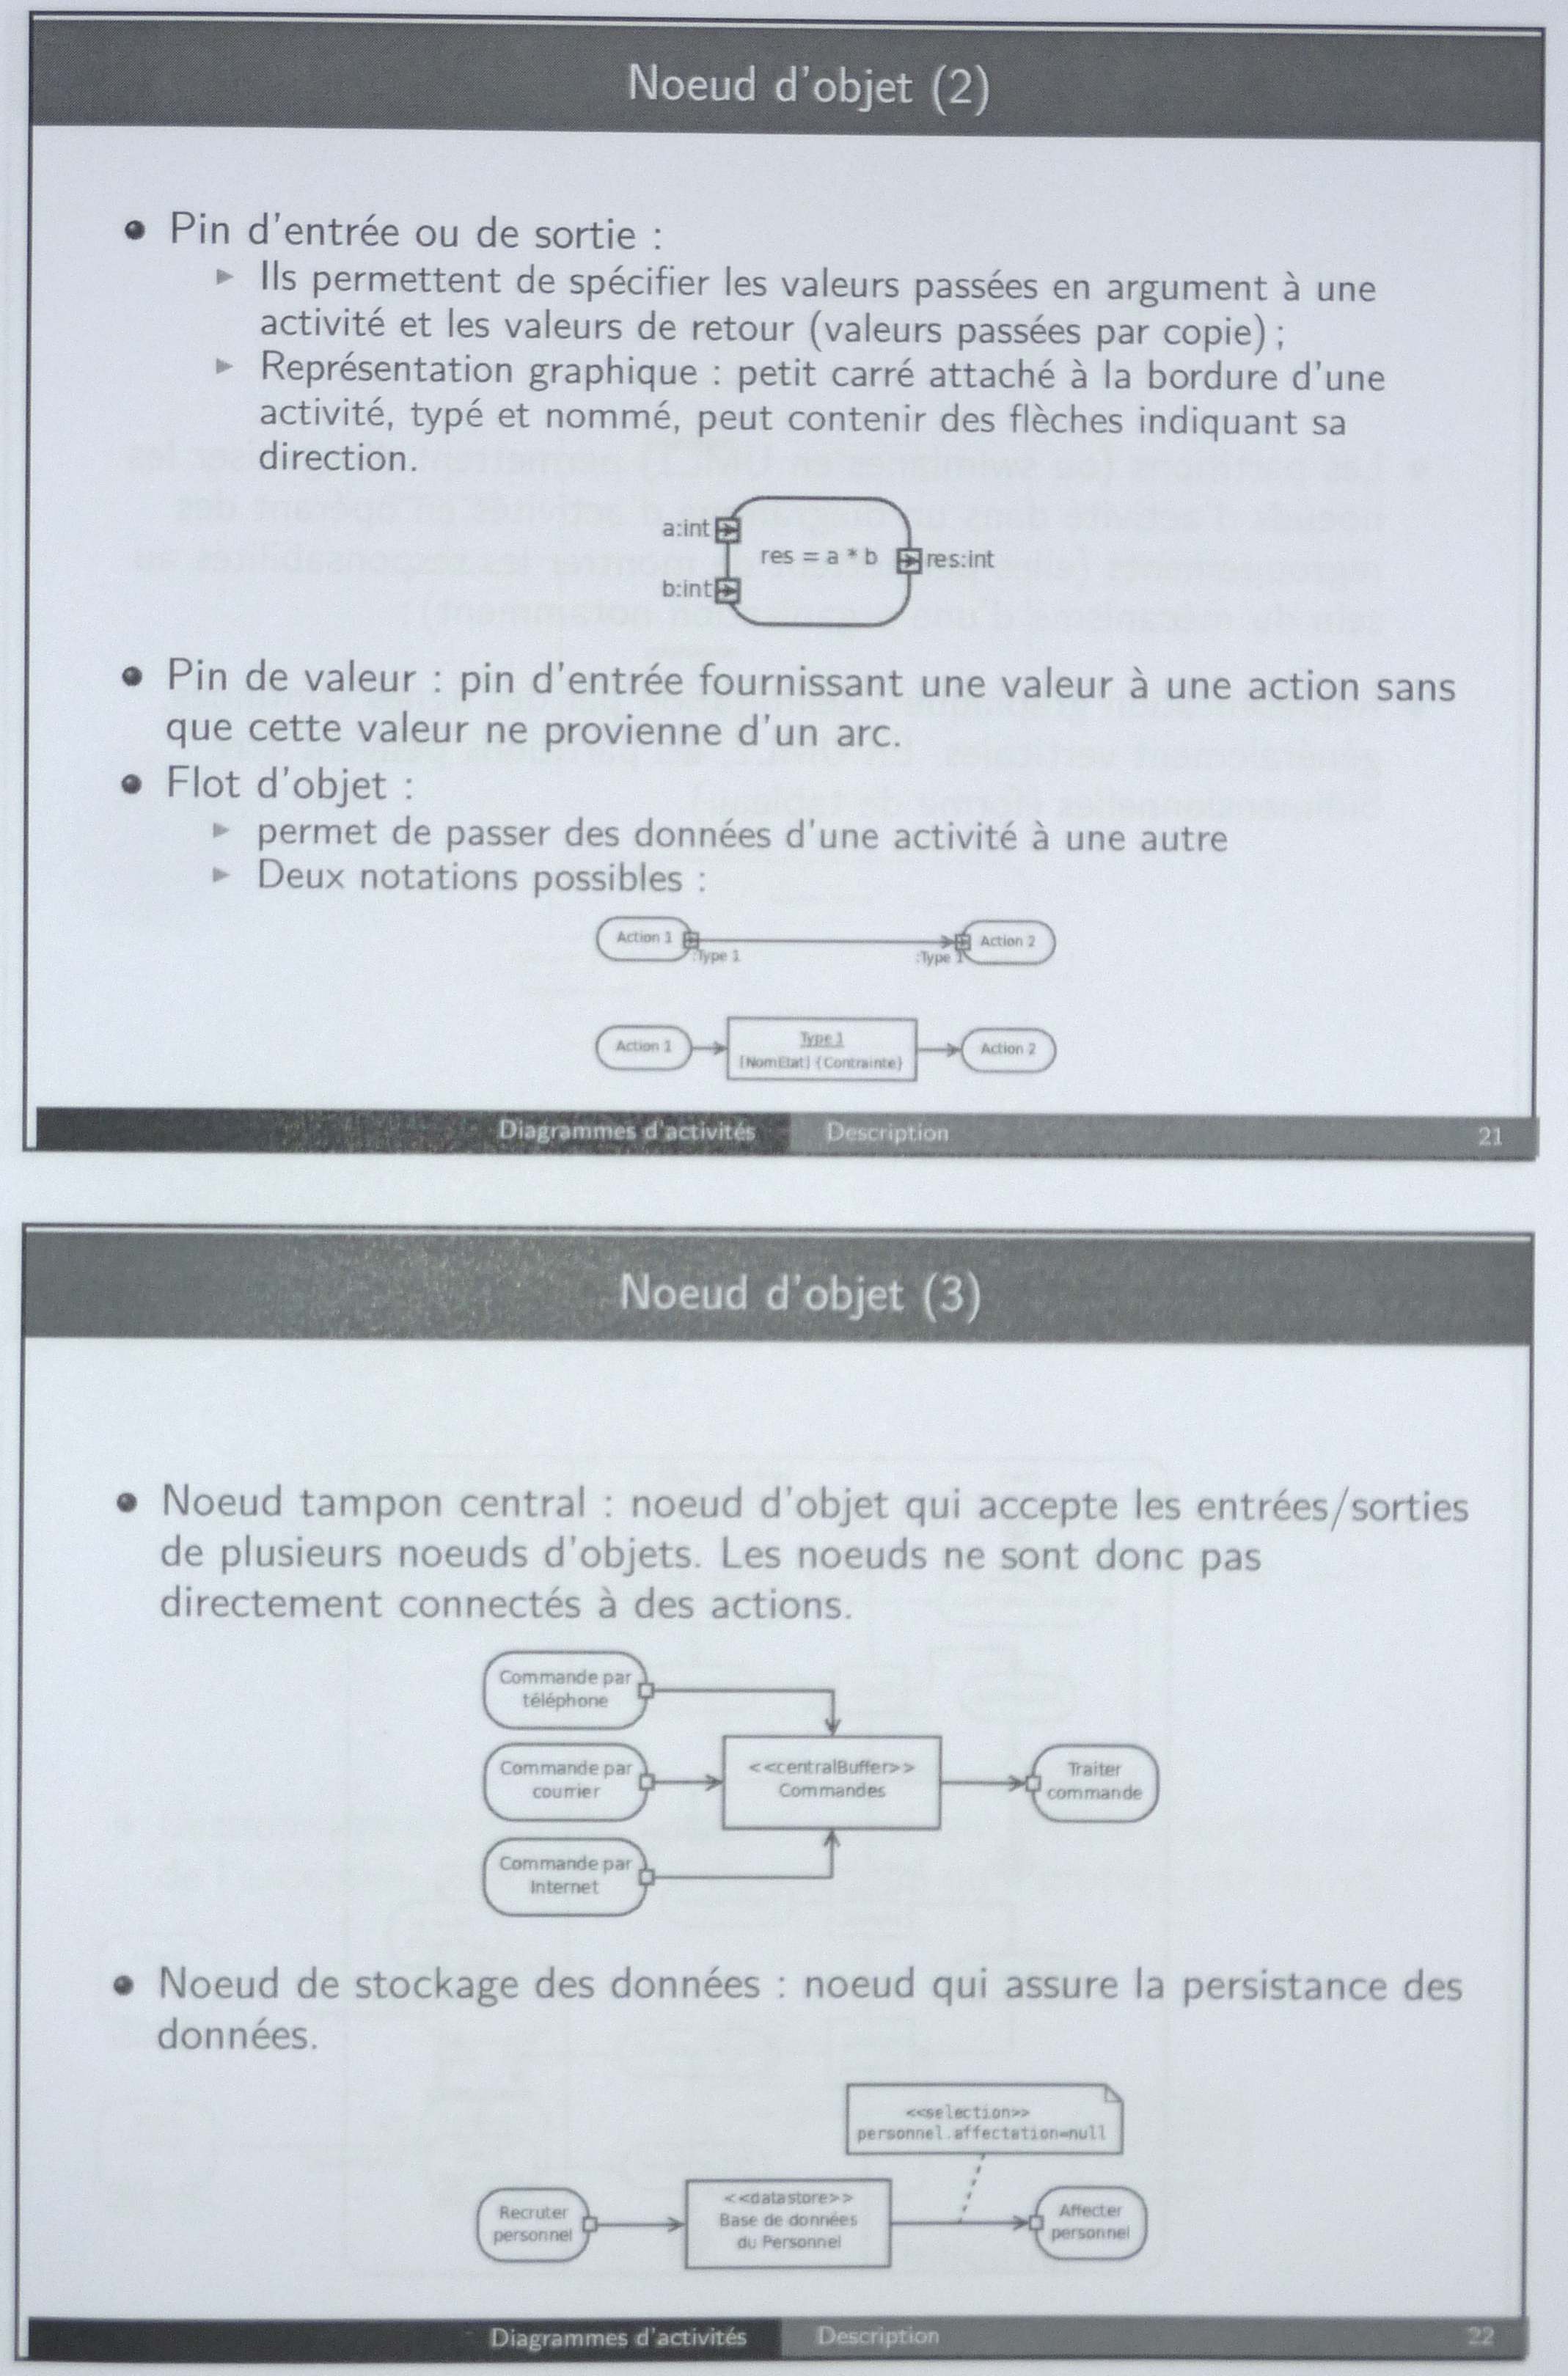 Noeud d'objet (2)
Pin d'entrée ou de sortie :
Ils permettent de spécifier les valeurs passées en argument à une
activité et les valeurs de retour (valeurs passées par copie) ;
Représentation graphique : petit carré attaché à la bordure d'une
activité, typé et nommé, peut contenir des flèches indiquant sa
direction.
a:int
res = a * b
res:int
b:int
Pin de valeur : pin d'entrée fournissant une valeur à une action sans
que cette valeur ne provienne d'un arc.
Flot d'objet :
permet de passer des données d'une activité à une autre
Deux notations possibles :
Action 1
Action 2
:Type 1
:Type 1
Action 1
Type 1
[NomEtat] {Contrainte}
Action 2
Diagrammes d'activités
Description
21
Noeud d'objet (3)
Noeud tampon central : noeud d'objet qui accepte les entrées/sorties
de plusieurs noeuds d'objets. Les noeuds ne sont donc pas
directement connectés à des actions.
Commande par
téléphone
Commande par
courrier
<<centralBuffer>>
Commandes
Traiter
commande
Commande par
Internet
Noeud de stockage des données : noeud qui assure la persistance des
données.
<<selection>>
personnel.affectation=null
Recruter
personnel
<<datastore>>
Base de données
du Personnel
Affecter
personnel
Diagrammes d'activités
Description
22